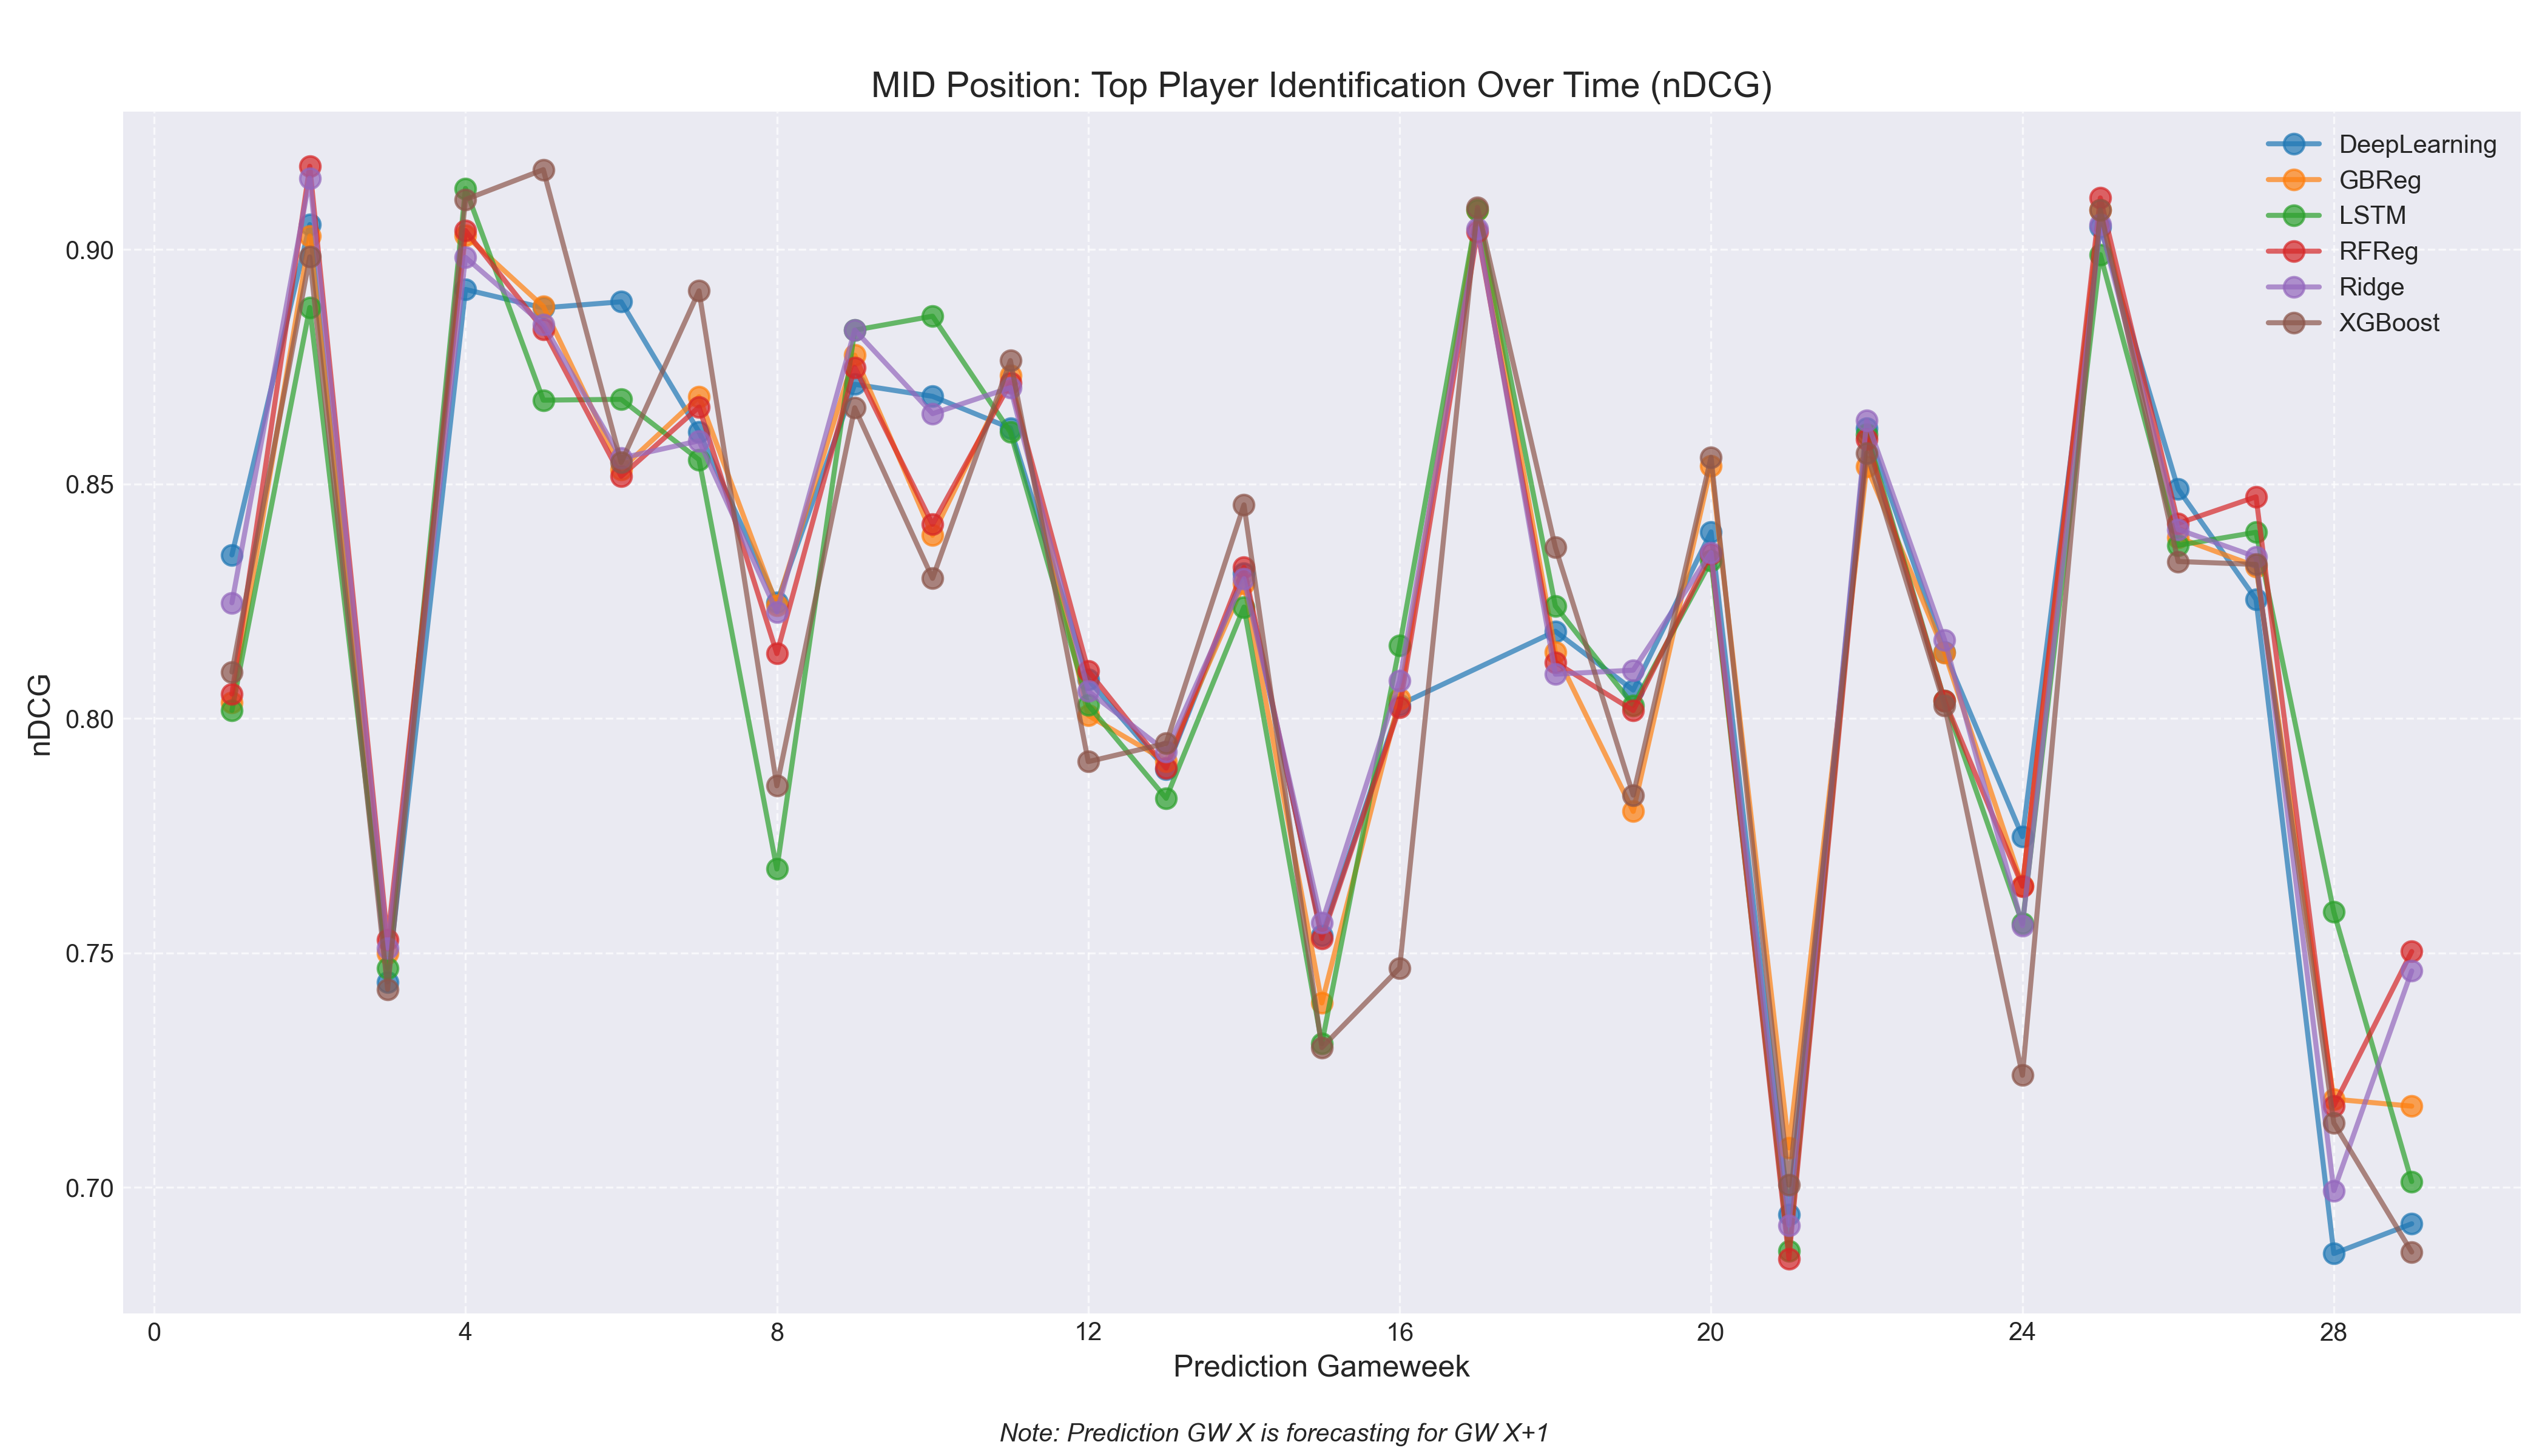 MID Position: Top Player Identification Over Time (nDCG)
DeepLearning
GBReg
LSTM
RFReg
Ridge
XGBoost
nDCG
0.90
0.85
0.80
0.75
0.70
0 4 8 12 16 20 24 28
Prediction Gameweek
Note: Prediction GW X is forecasting for GW X+1